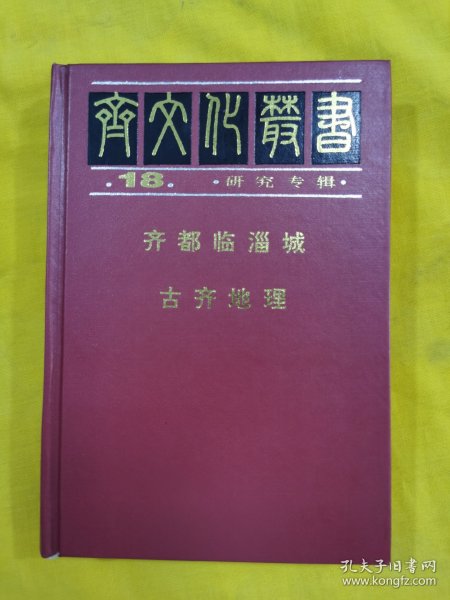 齊文化叢書
·18· ·研究专辑·
齐都临淄城
古齐地理
孔夫子旧书网
www.kongfz.com